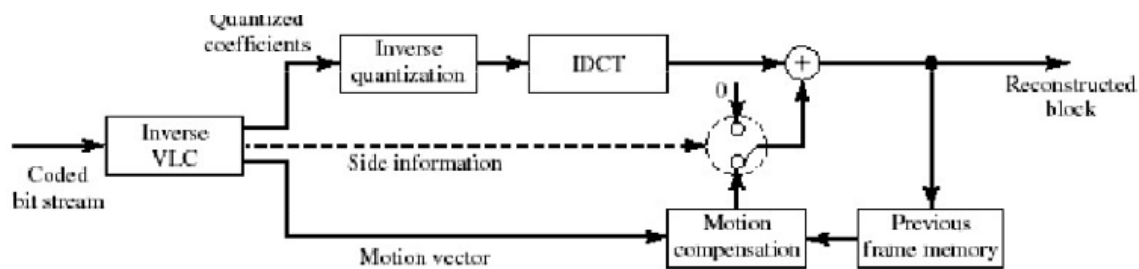 Quantized
coefficients
Inverse
quantization
IDCT
+
0
Reconstructed
block
Inverse
VLC
Side information
Coded
bit stream
Motion vector
Motion
compensation
Previous
frame memory